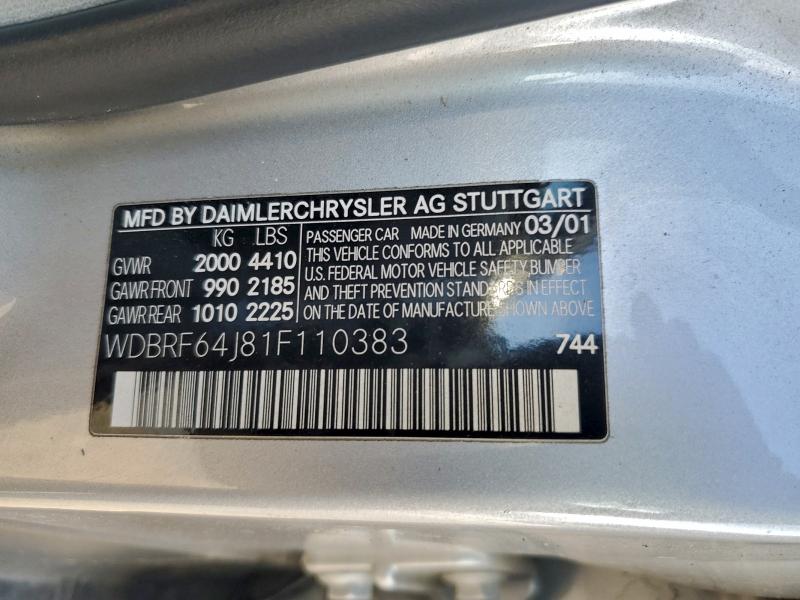 MFD BY DAIMLERCHRYSLER AG STUTTGART
KG LBS
GVWR 2000 4410
GAWR FRONT 990 2185
GAWR REAR 1010 2225
PASSENGER CAR MADE IN GERMANY 03/01
THIS VEHICLE CONFORMS TO ALL APPLICABLE
U.S. FEDERAL MOTOR VEHICLE SAFETY, BUMPER
AND THEFT PREVENTION STANDARDS IN EFFECT
ON THE DATE OF MANUFACTURE SHOWN ABOVE
WDBRF64J81F110383 744